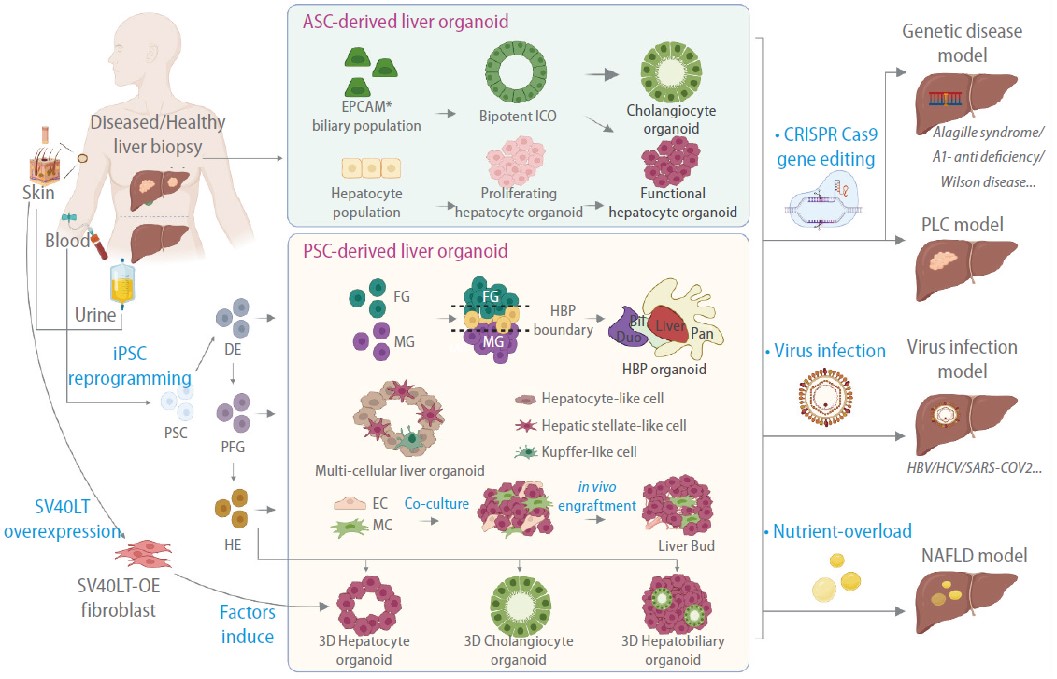 ASC-derived liver organoid
EPCAM*
biliary population
Bipotent ICO
Cholangiocyte
organoid
Hepatocyte
population
Proliferating
hepatocyte organoid
Functional
hepatocyte organoid
Diseased/Healthy
liver biopsy
Skin
Blood
Urine
iPSC
reprogramming
PSC
DE
PFG
HE
SV40LT
overexpression
SV40LT-OE
fibroblast
Factors
induce
PSC-derived liver organoid
FG
MG
FG
MG
HBP
boundary
Bil
Duo
Liver
Pan
HBP organoid
Multi-cellular liver organoid
Hepatocyte-like cell
Hepatic stellate-like cell
Kupffer-like cell
EC
MC
Co-culture
in vivo
engraftment
Liver Bud
3D Hepatocyte
organoid
3D Cholangiocyte
organoid
3D Hepatobiliary
organoid
• CRISPR Cas9
gene editing
Genetic disease
model
Alagille syndrome/
A1- anti deficiency/
Wilson disease...
PLC model
• Virus infection
Virus infection
model
HBV/HCV/SARS-COV2...
• Nutrient-overload
NAFLD model